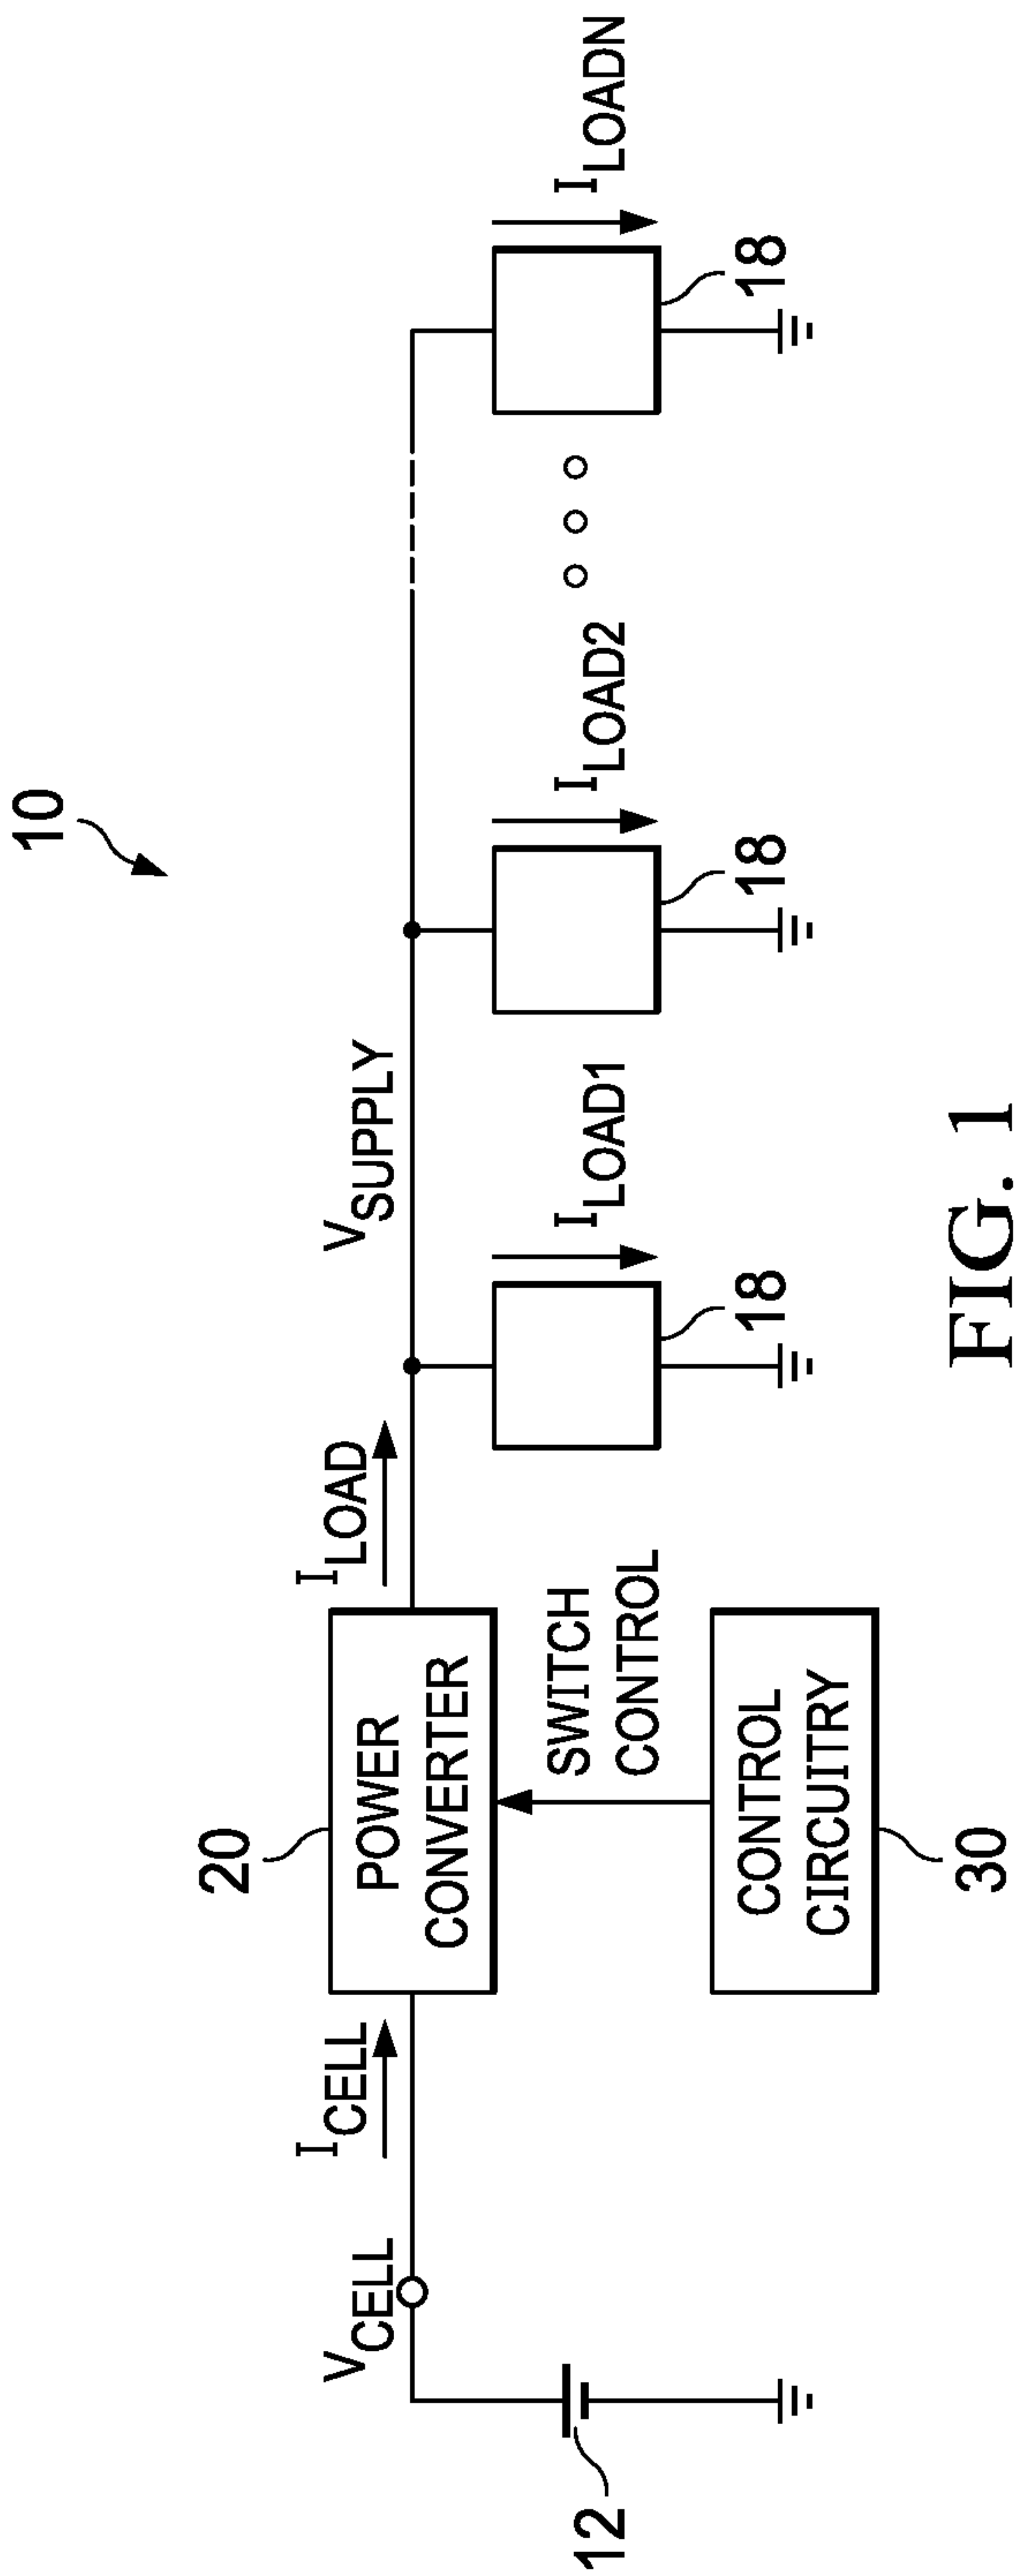 10
V_SUPPLY
I_CELL
I_LOAD
V_CELL
20
POWER
CONVERTER
SWITCH
CONTROL
CONTROL
CIRCUITRY
30
12
I_LOAD1
18
I_LOAD2
18
I_LOADN
18
FIG. 1